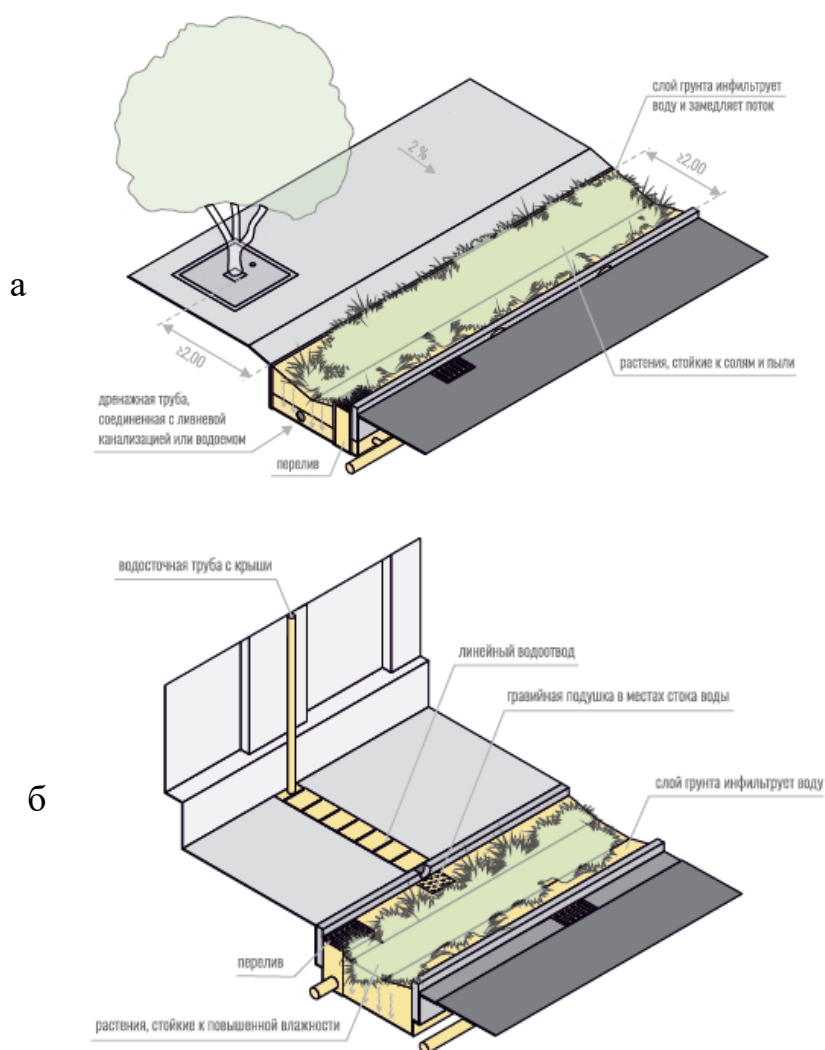 слой грунта инфильтрует
воду и замедляет поток
2%
≥2,00
а
≥2,00
растения, стойкие к солям и пыли
дренажная труба,
соединенная с ливневой
канализацией или водоемом
перелив
водосточная труба с крыши
линейный водоотвод
гравийная подушка в местах стока воды
б
слой грунта инфильтрует воду
перелив
растения, стойкие к повышенной влажности